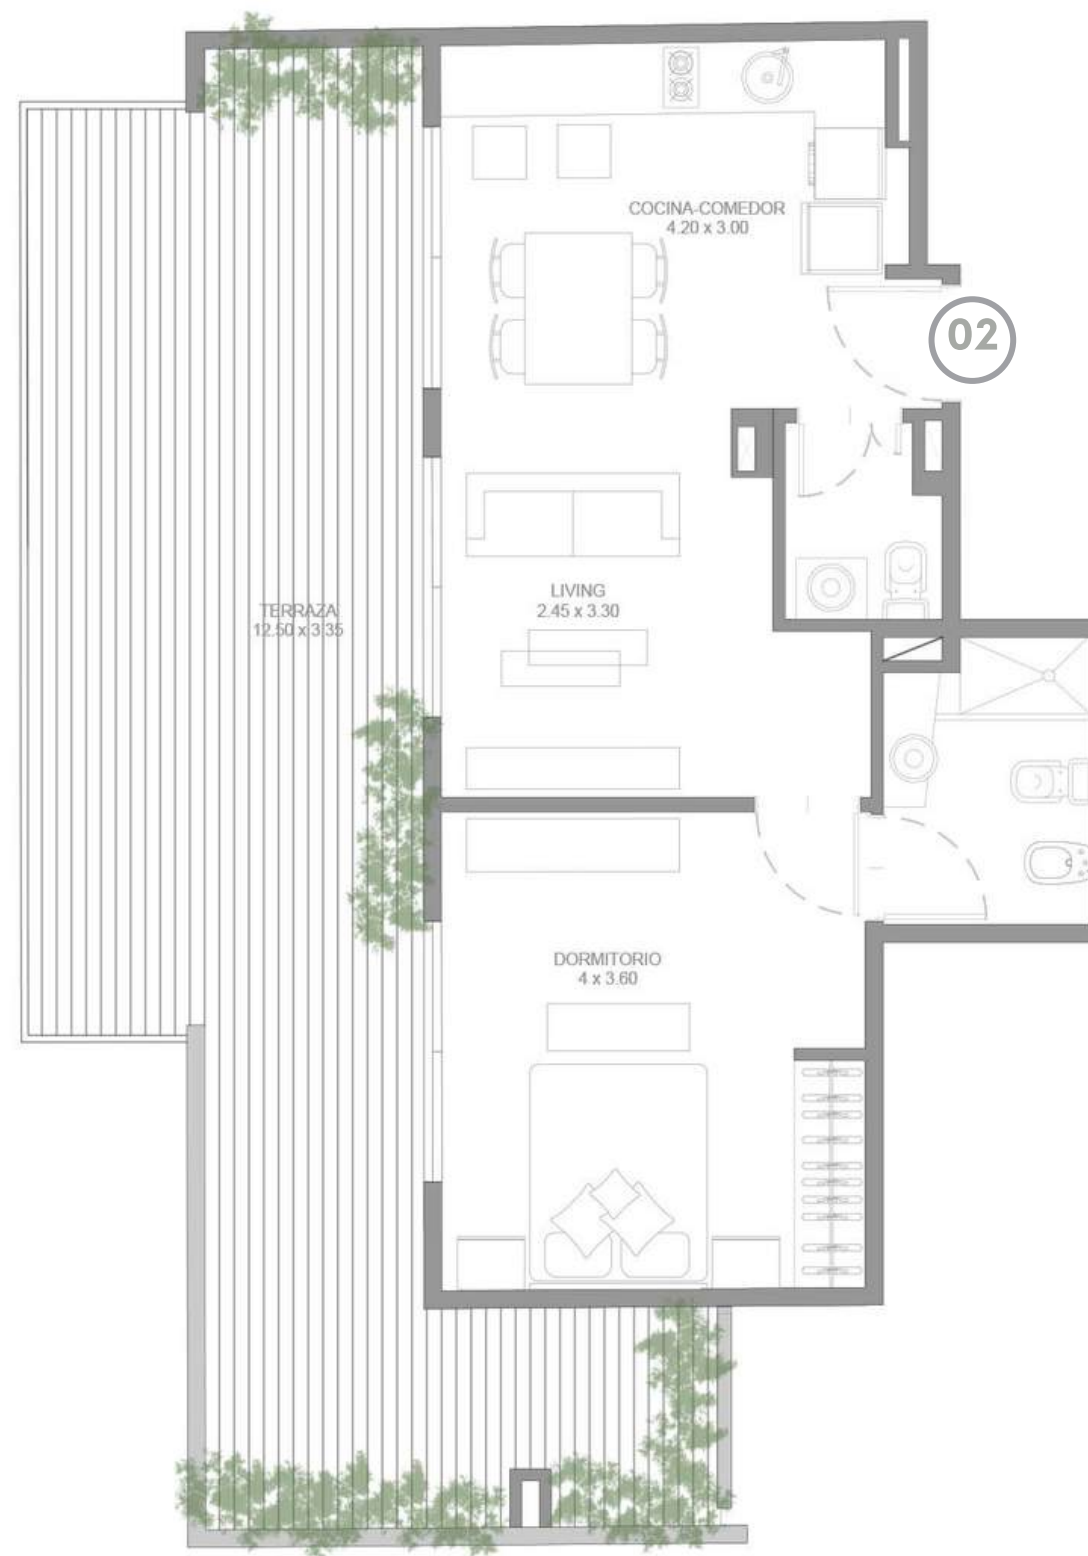 COCINA-COMEDOR
4.20 x 3.00
02
LIVING
2.45 x 3.30
TERRAZA
12.50 x 3.35
DORMITORIO
4 x 3.60